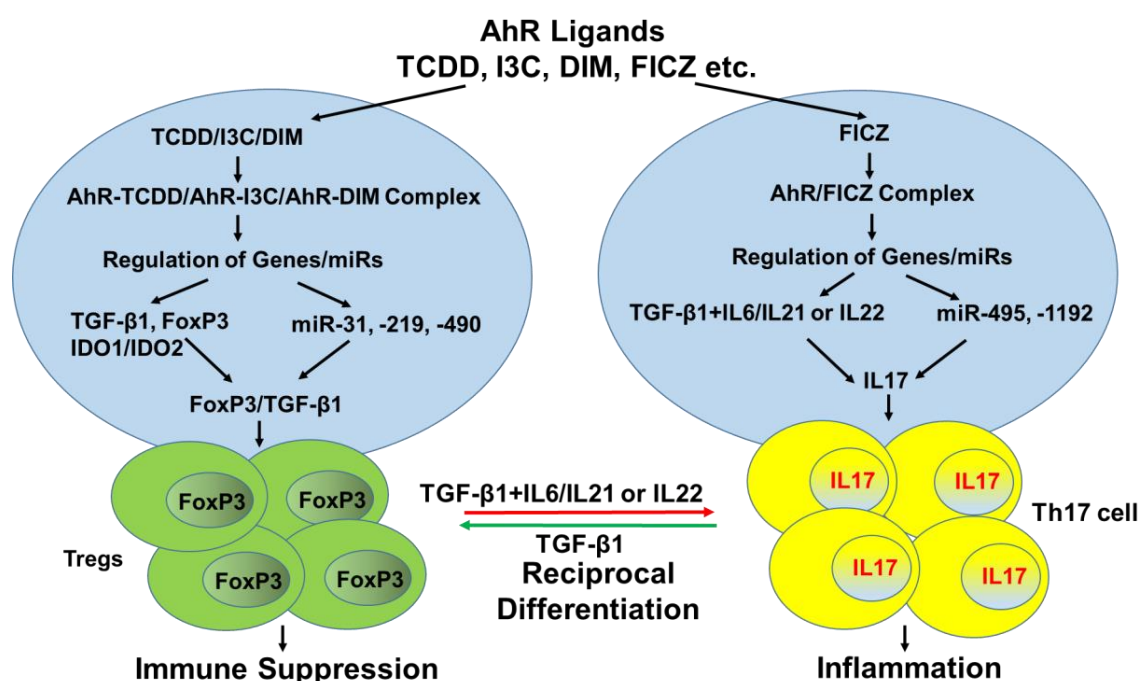 AhR Ligands
TCDD, I3C, DIM, FICZ etc.
TCDD/I3C/DIM
AhR-TCDD/AhR-I3C/AhR-DIM Complex
Regulation of Genes/miRs
TGF-β1, FoxP3
IDO1/IDO2
miR-31, -219, -490
FoxP3/TGF-β1
FoxP3
FoxP3
FoxP3
FoxP3
Tregs
Immune Suppression
TGF-β1+IL6/IL21 or IL22
TGF-β1
Reciprocal
Differentiation
FICZ
AhR/FICZ Complex
Regulation of Genes/miRs
TGF-β1+IL6/IL21 or IL22
miR-495, -1192
IL17
IL17
IL17
IL17
IL17
Th17 cell
Inflammation